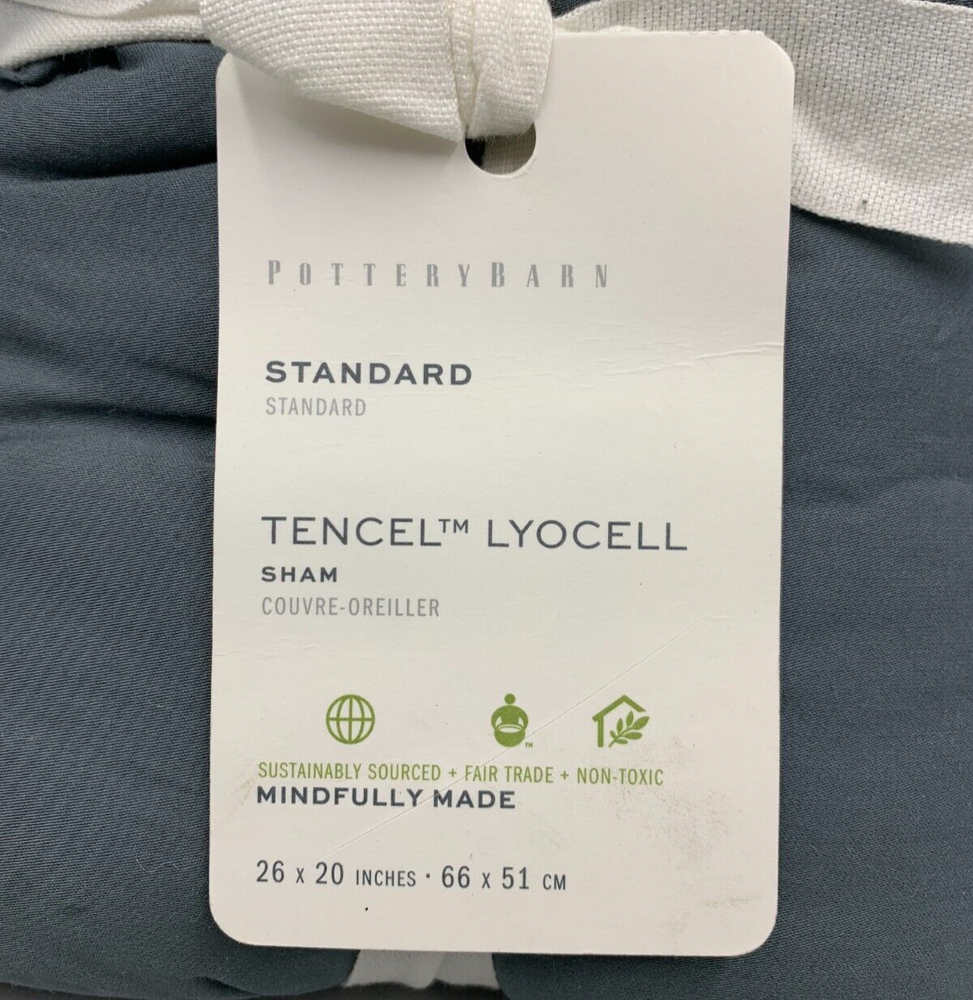 POTTERYBARN
STANDARD
STANDARD
TENCEL™ LYOCELL
SHAM
COUVRE-OREILLER
™
SUSTAINABLY SOURCED + FAIR TRADE + NON-TOXIC
MINDFULLY MADE
26 x 20 INCHES · 66 x 51 CM